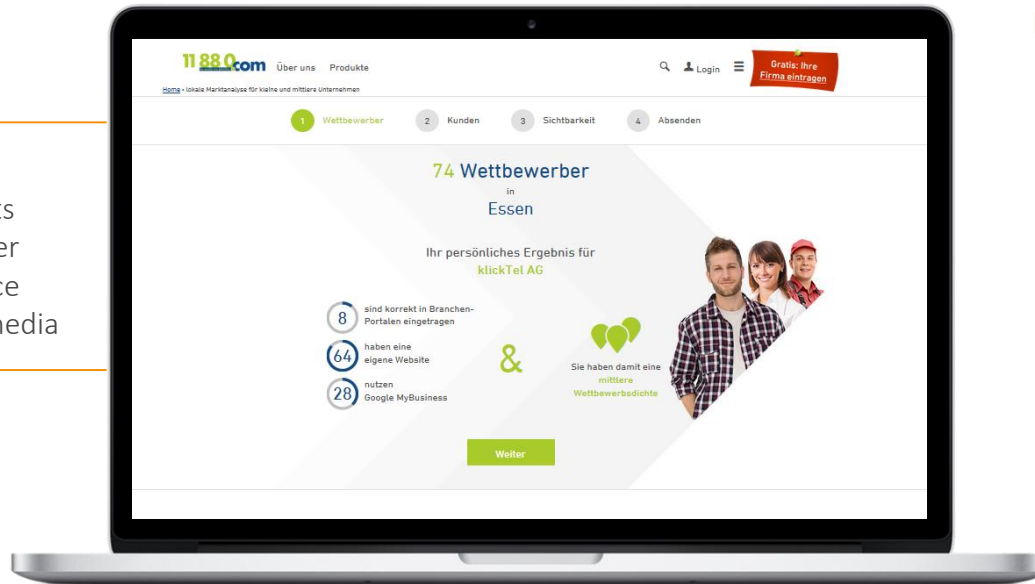 ts
er
ce
nedia
11 88 0.com
Über uns Produkte
Login
Gratis: Ihre
Firma eintragen
Home - lokale Marktanalyse für kleine und mittlere Unternehmen
1 Wettbewerber 2 Kunden 3 Sichtbarkeit 4 Absenden
74 Wettbewerber
in
Essen
Ihr persönliches Ergebnis für
klickTel AG
8 sind korrekt in Branchen-
Portalen eingetragen
64 haben eine
eigene Website
28 nutzen
Google MyBusiness
&
Sie haben damit eine
mittlere
Wettbewerbsdichte
Weiter